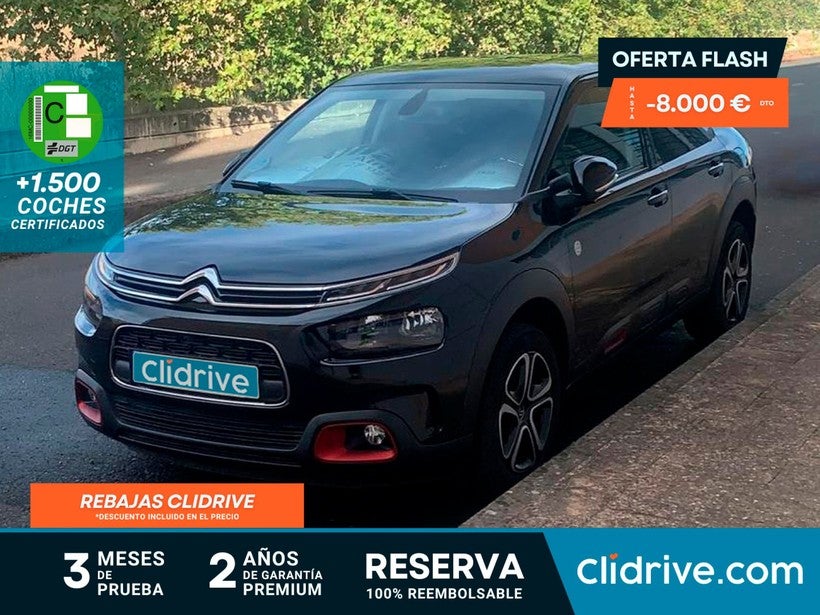 C
DGT
+1.500
COCHES
CERTIFICADOS
OFERTA FLASH
HASTA
-8.000 € DTO
Clidrive
REBAJAS CLIDRIVE
*DESCUENTO INCLUIDO EN EL PRECIO
3 MESES DE PRUEBA
2 AÑOS DE GARANTÍA PREMIUM
RESERVA
100% REEMBOLSABLE
Clidrive.com